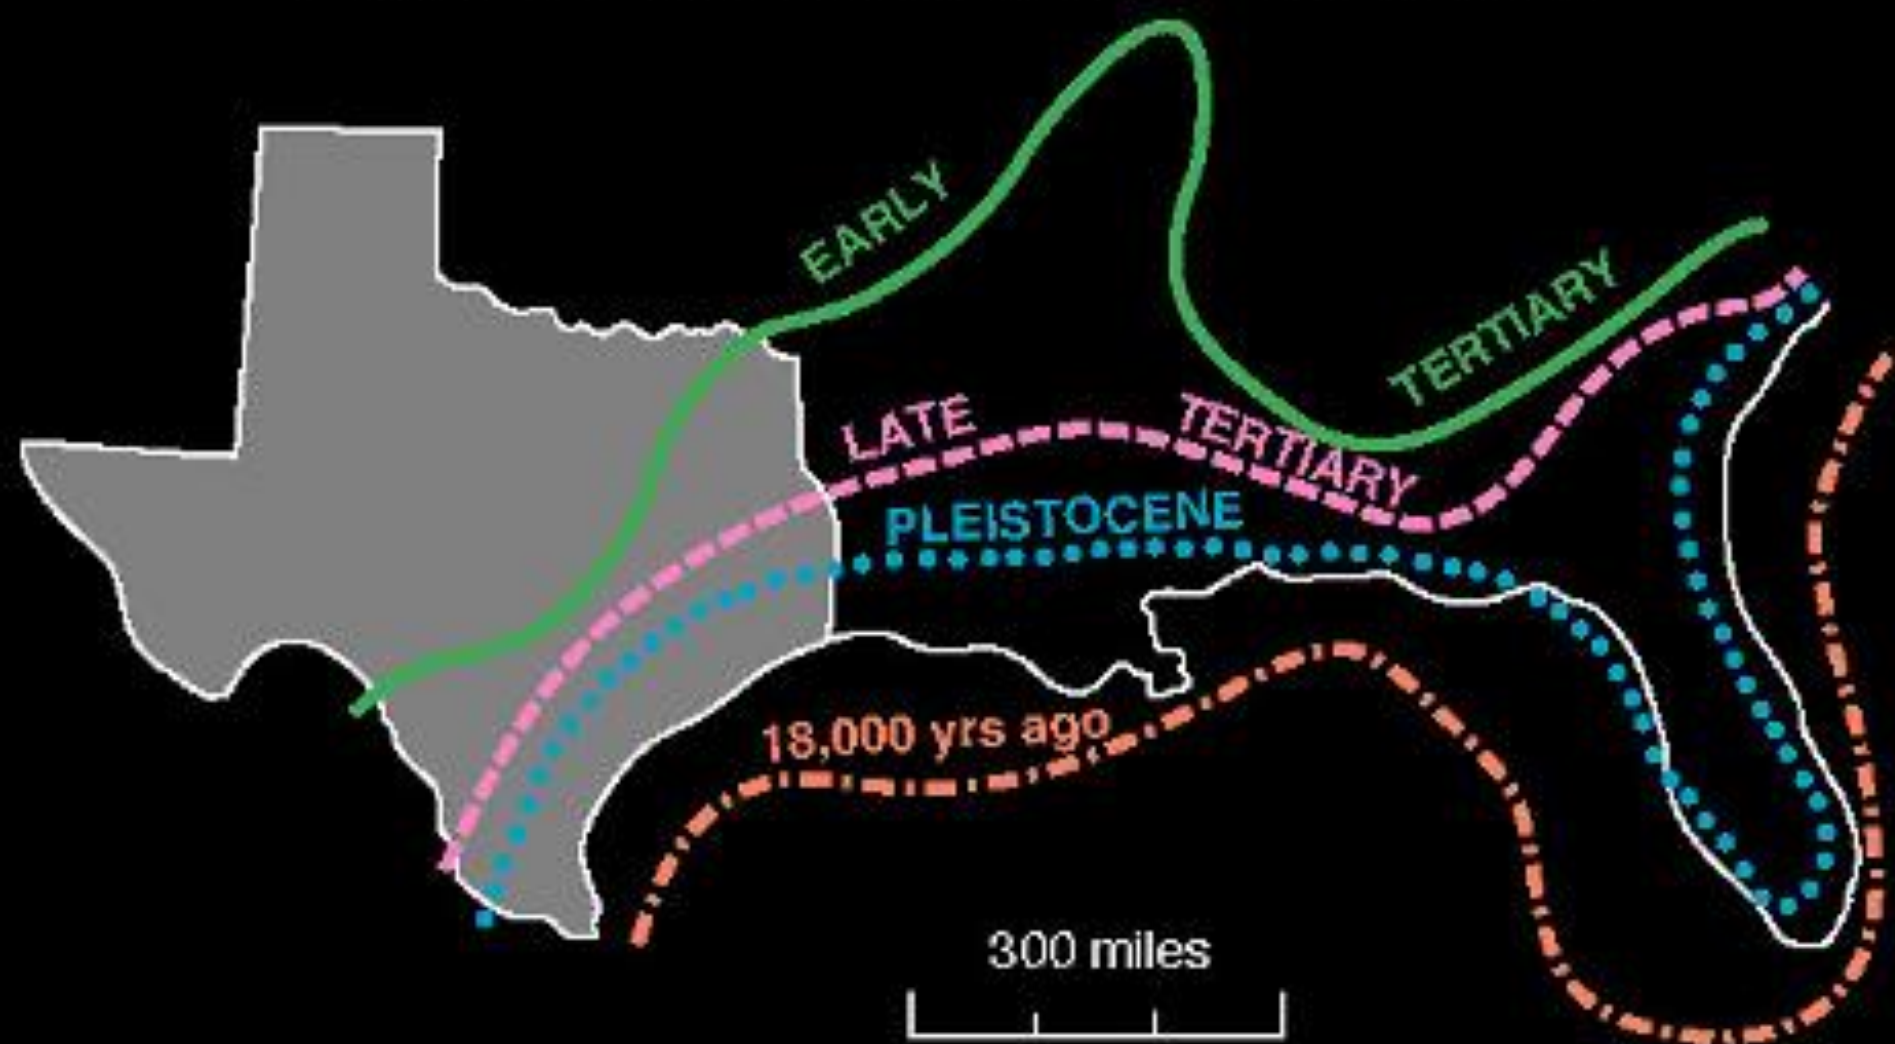 EARLY
TERTIARY
LATE
TERTIARY
PLEISTOCENE
18,000 yrs ago
300 miles